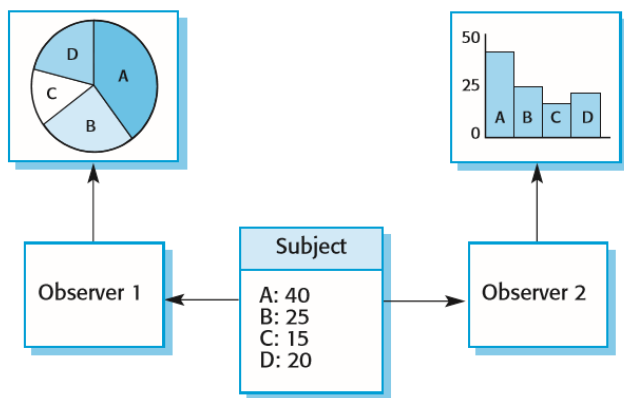 D
A
C
B
50
25
0
A B C D
Observer 1
Subject
A: 40
B: 25
C: 15
D: 20
Observer 2